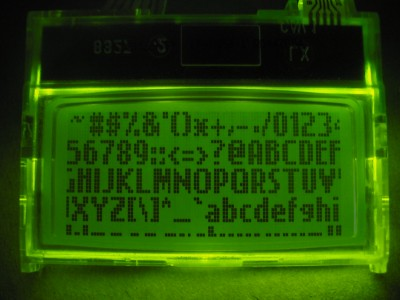 "#$%&'()*+,-./0123
56789:;<=>?@ABCDEF
HIJKLMNOPQRSTUV
XYZ[\]^_`abcdefghi